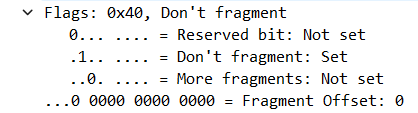 Flags: 0x40, Don't fragment
0... .... = Reserved bit: Not set
.1.. .... = Don't fragment: Set
..0. .... = More fragments: Not set
...0 0000 0000 0000 = Fragment Offset: 0